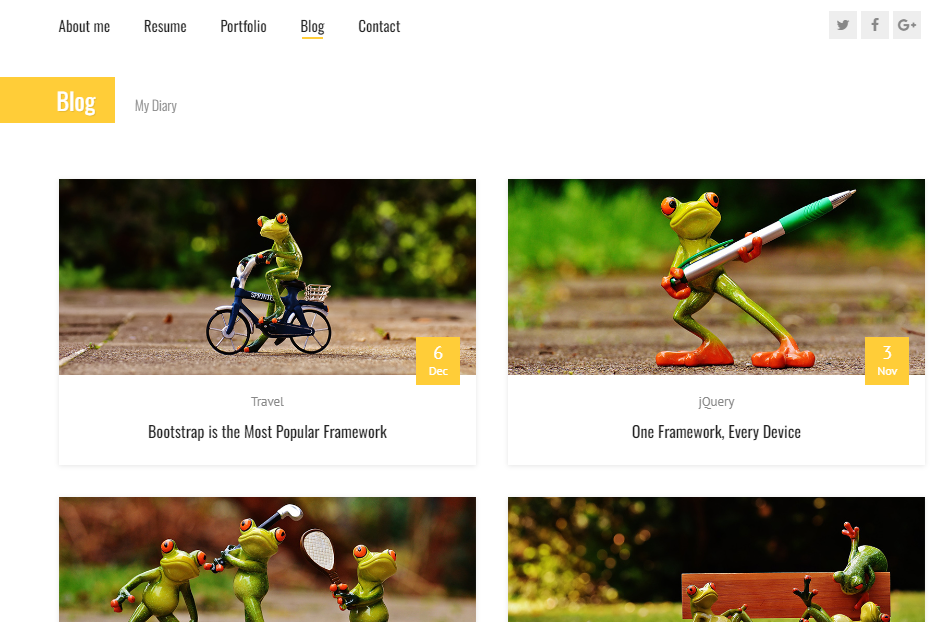 About me Resume Portfolio Blog Contact
Blog My Diary
SPRINTE
6
Dec
3
Nov
Travel
jQuery
Bootstrap is the Most Popular Framework
One Framework, Every Device